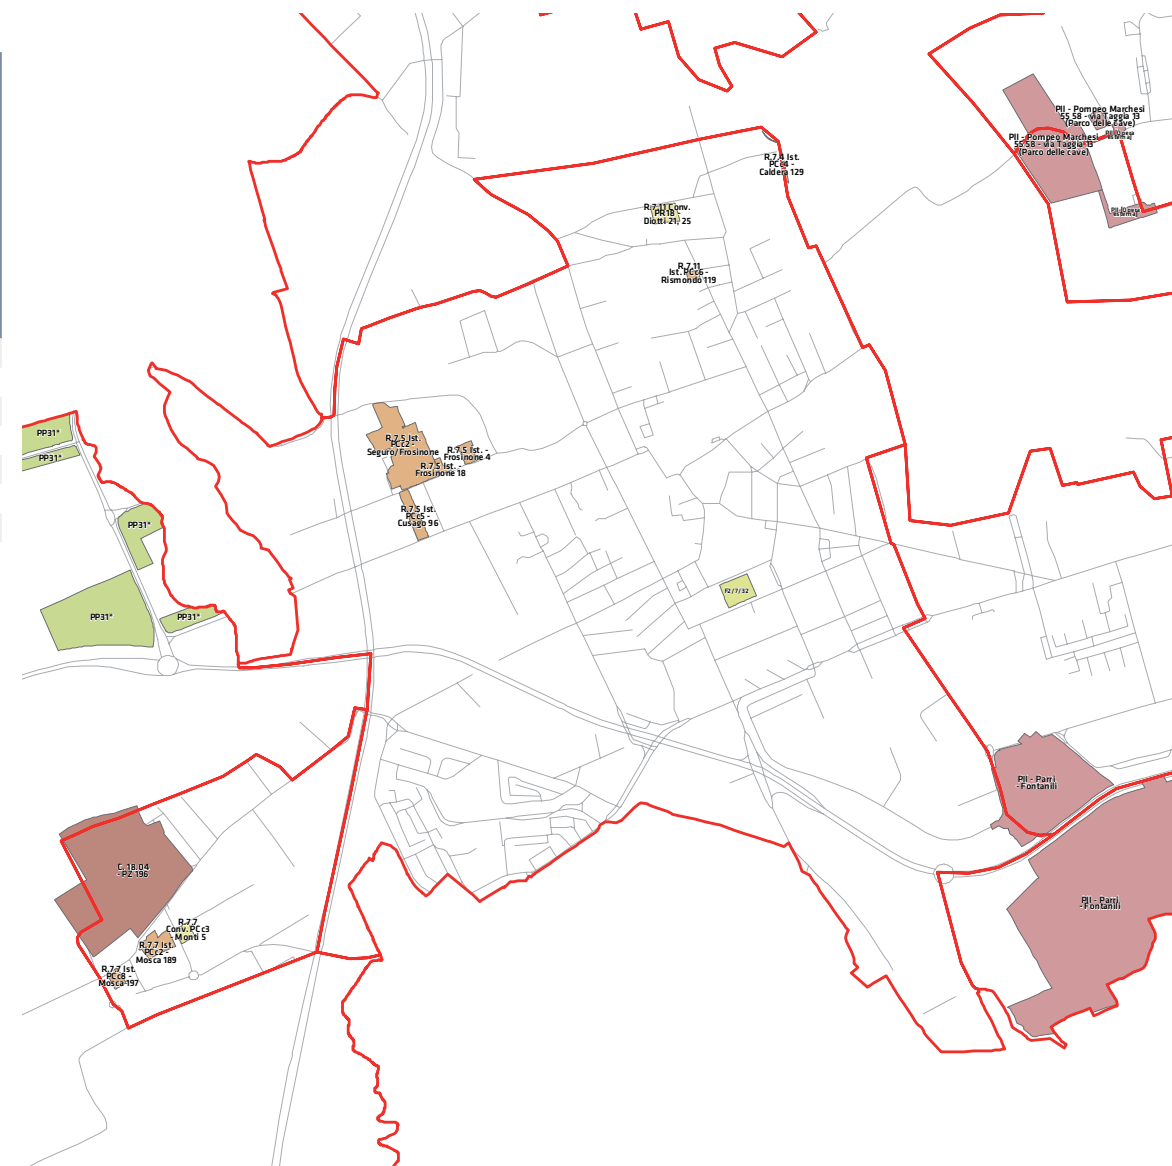 PII - Pompeo Marchesi
55 58 - via Taggia 13
(Parco delle cave)
PII - Pompeo Marchesi
55 58 - via Taggia 13
(Parco delle cave)
R.7.4 Ist.
PCc4 -
Caldera 129
R.7.11 Conv.
PR18 -
Diotti 21, 25
R.7.11
Ist. PCc6 -
Rismondo 119
PP31*
PP31*
R.7.5 Ist.
PCc2 -
Seguro/Frosinone
R.7.5 Ist. -
Frosinone 4
R.7.5 Ist. -
Frosinone 18
R.7.5 Ist.
PCc5 -
Cusago 96
PP31*
PP31*
PP31*
F2/7/32
PII - Parri
- Fontanili
C.18.04
- PZ 196
PII - Parri
- Fontanili
R.7.7
Conv. PCc3
- Monti 5
R.7.7 Ist.
PCc2 -
Mosca 189
R.7.7 Ist.
PCc8 -
Mosca 197